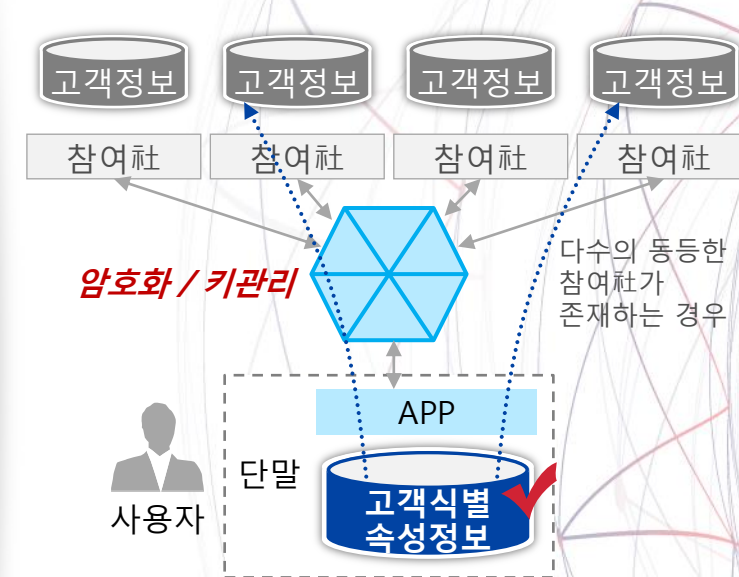 고객정보
고객정보
고객정보
고객정보
참여社
참여社
참여社
참여社
암호화 / 키관리
다수의 동등한
참여社가
존재하는 경우
APP
단말
사용자
고객식별
속성정보